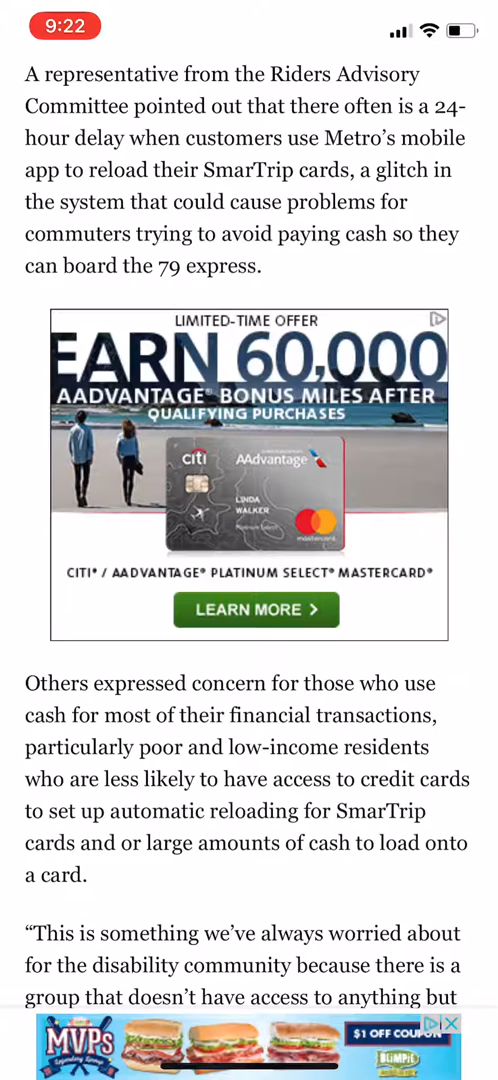 9:22
A representative from the Riders Advisory
Committee pointed out that there often is a 24-
hour delay when customers use Metro’s mobile
app to reload their SmarTrip cards, a glitch in
the system that could cause problems for
commuters trying to avoid paying cash so they
can board the 79 express.
LIMITED-TIME OFFER
EARN 60,000
AADVANTAGE® BONUS MILES AFTER
QUALIFYING PURCHASES
citi AAdvantage
LINDA
WALKER
Platinum Select
mastercard
CITI® / AADVANTAGE® PLATINUM SELECT® MASTERCARD®
LEARN MORE >
Others expressed concern for those who use
cash for most of their financial transactions,
particularly poor and low-income residents
who are less likely to have access to credit cards
to set up automatic reloading for SmarTrip
cards and or large amounts of cash to load onto
a card.
“This is something we’ve always worried about
for the disability community because there is a
group that doesn’t have access to anything but
MVPs
$1 OFF COUPON
BLIMPIE